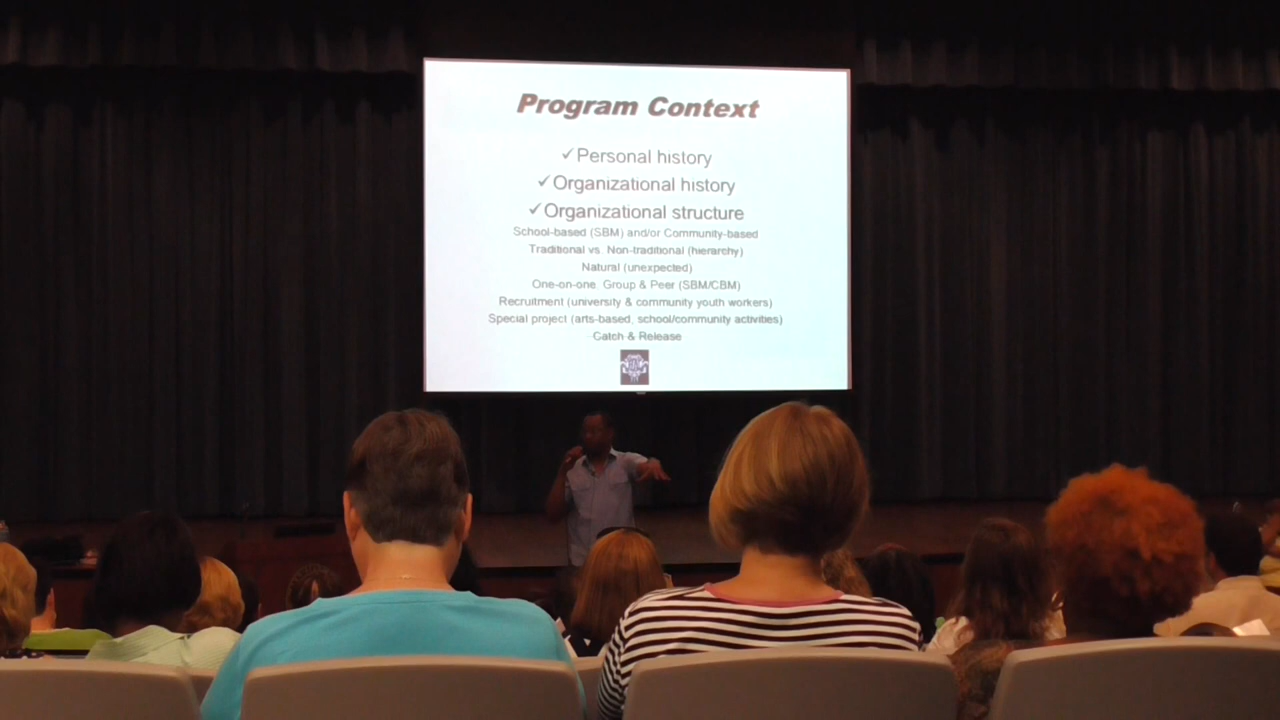 Program Context
✓Personal history
✓Organizational history
✓Organizational structure
School-based (SBM) and/or Community-based
Traditional vs. Non-traditional (hierarchy)
Natural (unexpected)
One-on-one, Group & Peer (SBM/CBM)
Recruitment (university & community youth workers)
Special project (arts-based, school/community activities)
Catch & Release